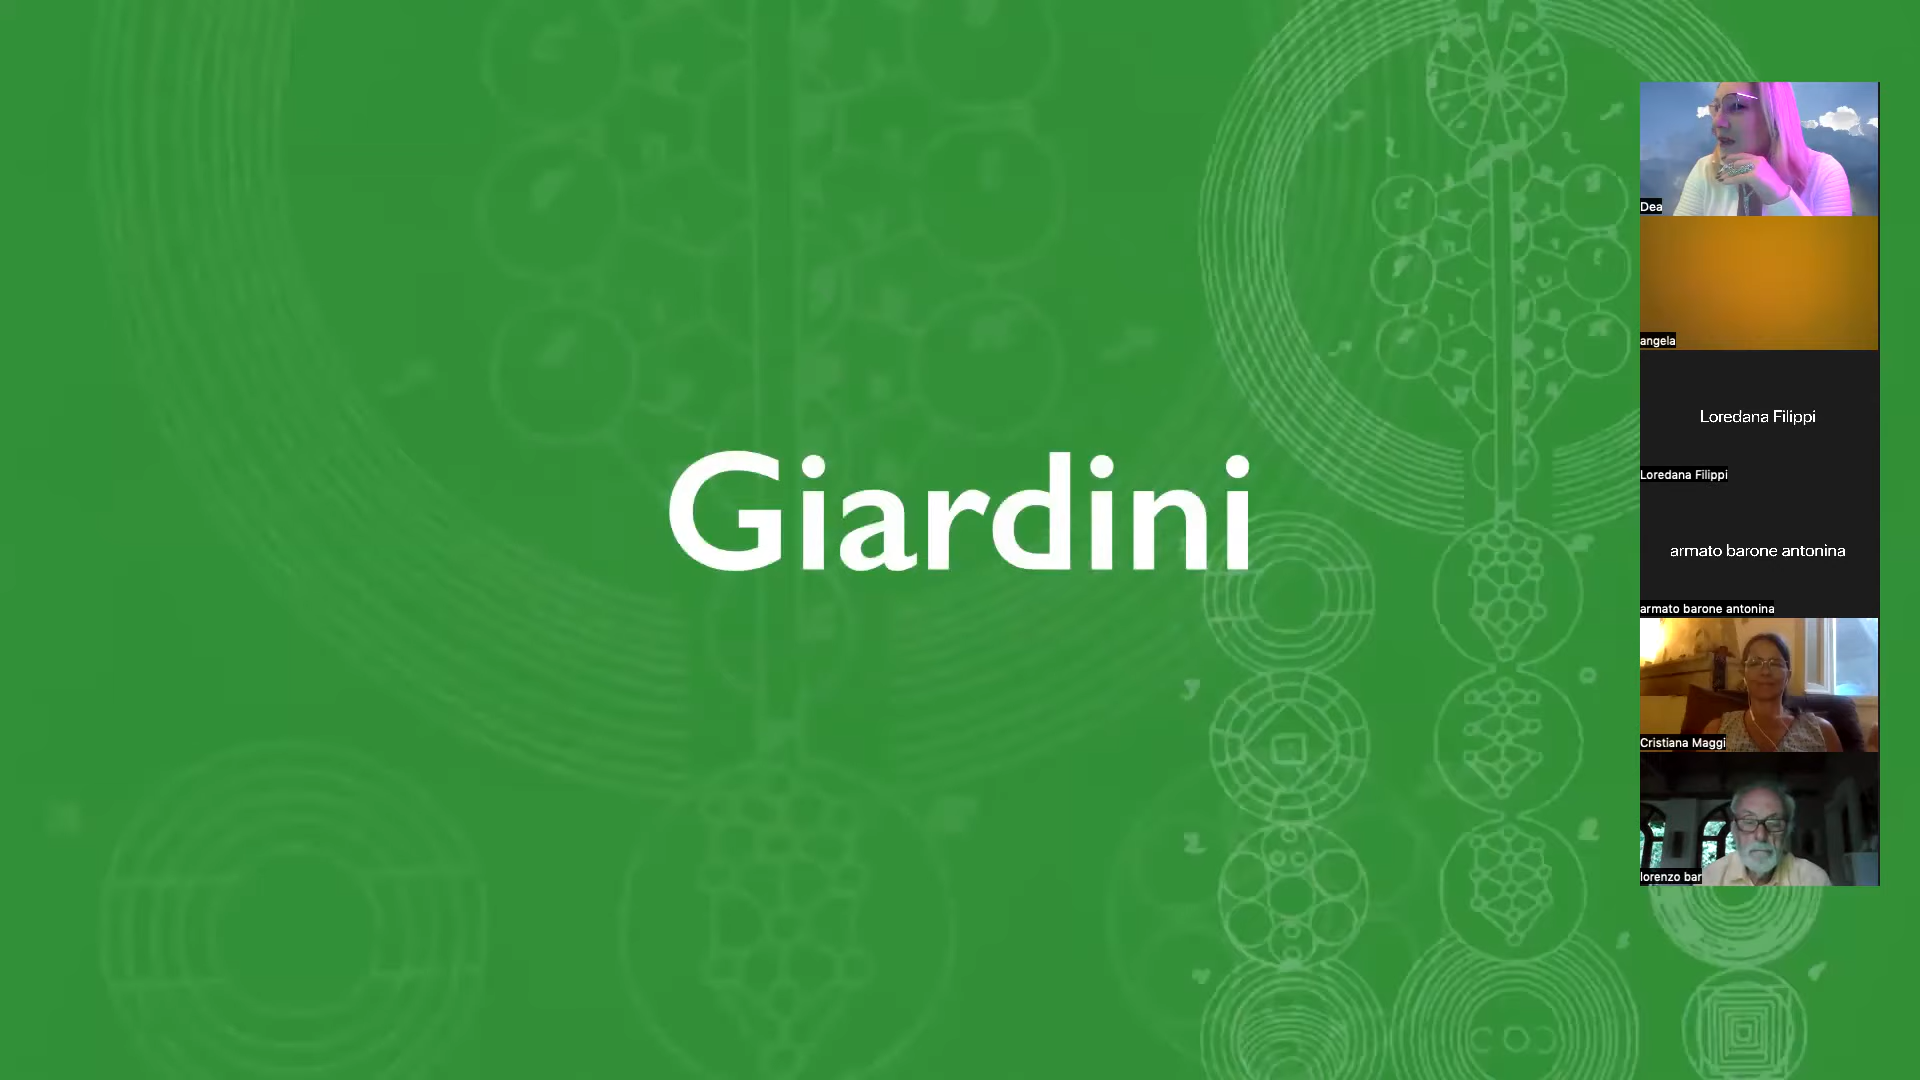 Giardini
Dea
angela
Loredana Filippi
Loredana Filippi
armato barone antonina
armato barone antonina
Cristiana Maggi
lorenzo bar